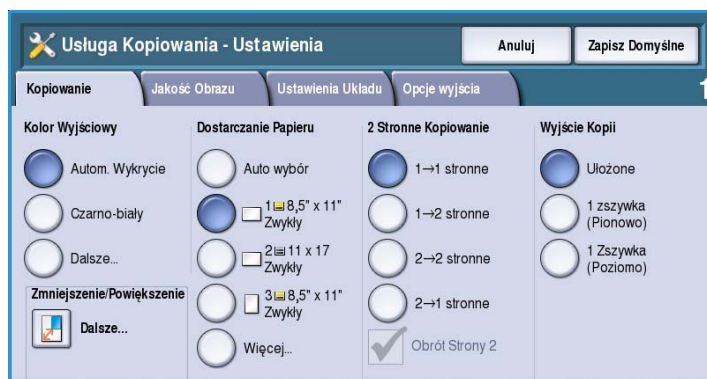 Usługa Kopiowania - Ustawienia
Anuluj
Zapisz Domyślne
Kopiowanie
Jakość Obrazu
Ustawienia Układu
Opcje wyjścia
1
Kolor Wyjściowy
Autom. Wykrycie
Czarno-biały
Dalsze...
Zmniejszenie/Powiększenie
Dalsze...
Dostarczanie Papieru
Auto wybór
1 8,5" x 11"
Zwykły
2 11 x 17
Zwykły
3 8,5" x 11"
Zwykły
Więcej...
2 Stronne Kopiowanie
1→1 stronne
1→2 stronne
2→2 stronne
2→1 stronne
Obrót Strony 2
Wyjście Kopii
Ułożone
1 zszywka
(Pionowo)
1 Zszywka
(Poziomo)